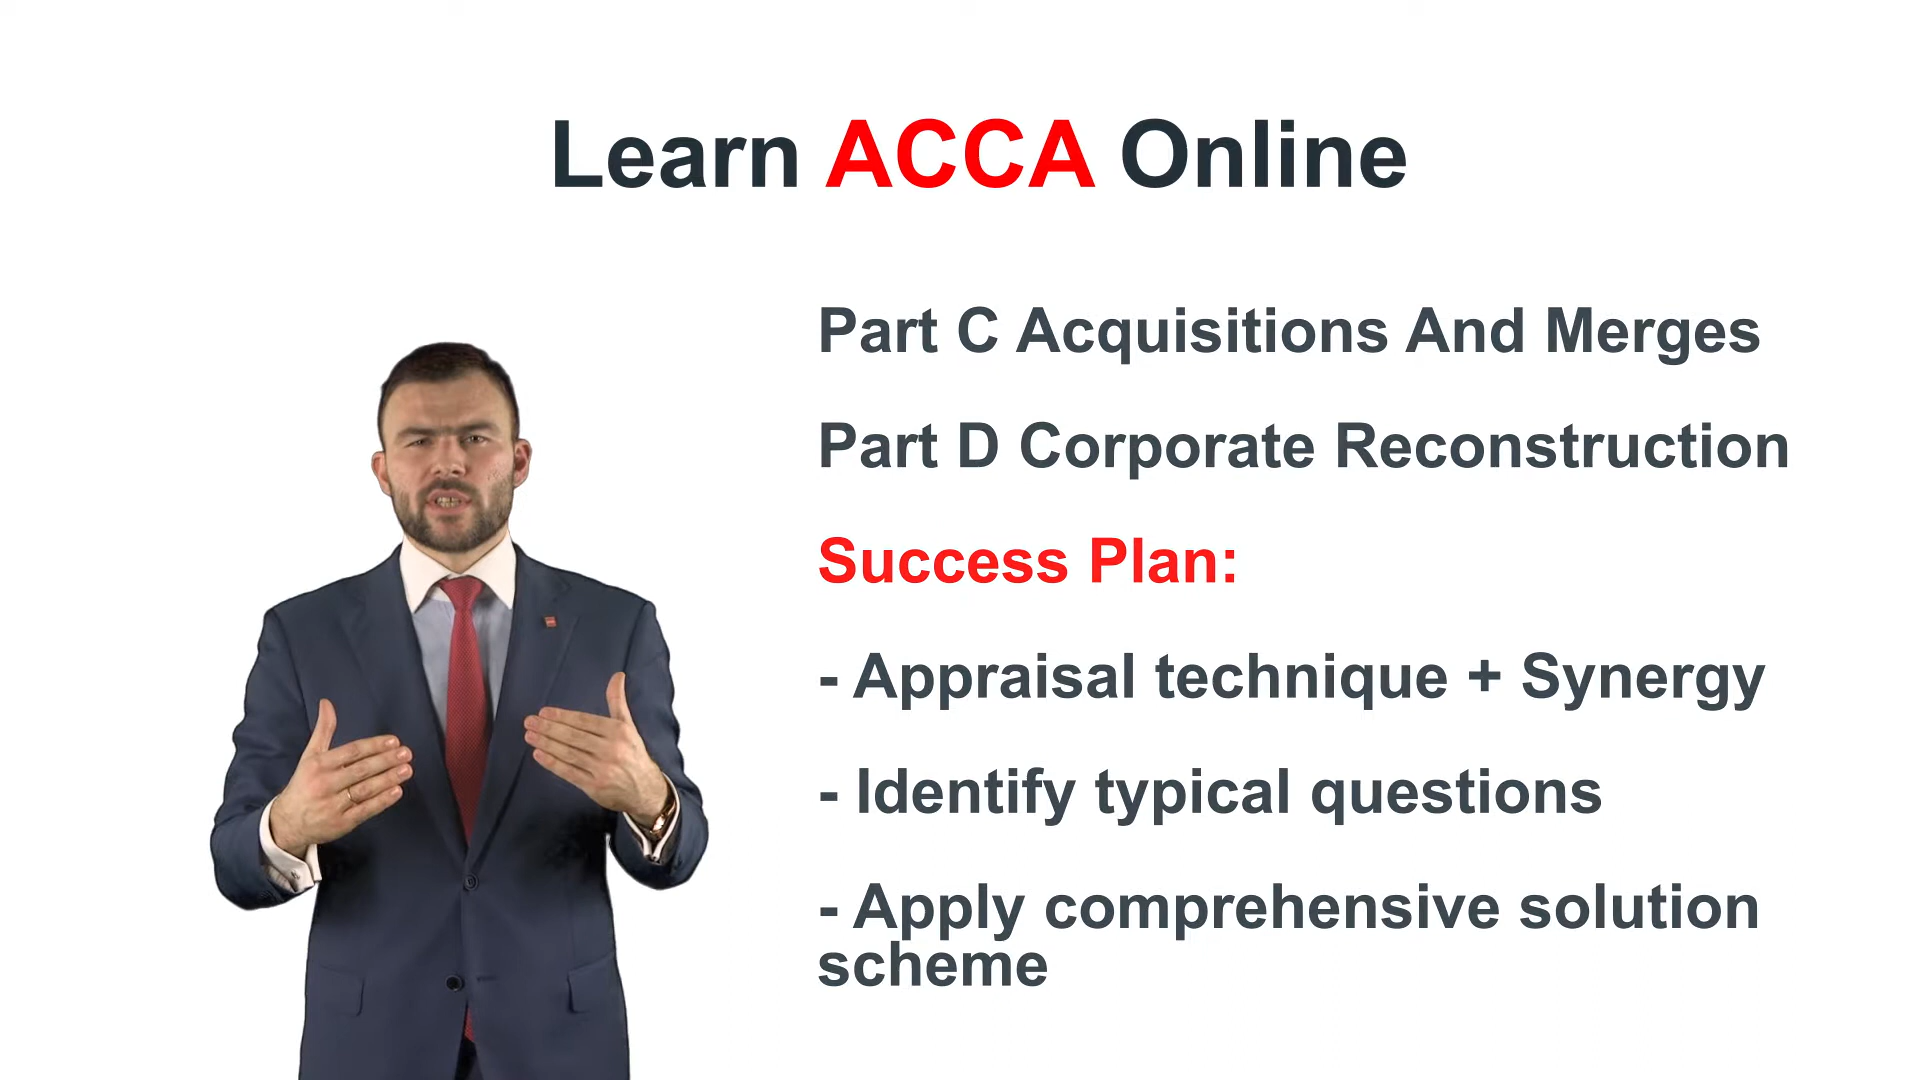 Learn ACCA Online
Part C Acquisitions And Merges
Part D Corporate Reconstruction
Success Plan:
- Appraisal technique + Synergy
- Identify typical questions
- Apply comprehensive solution
scheme